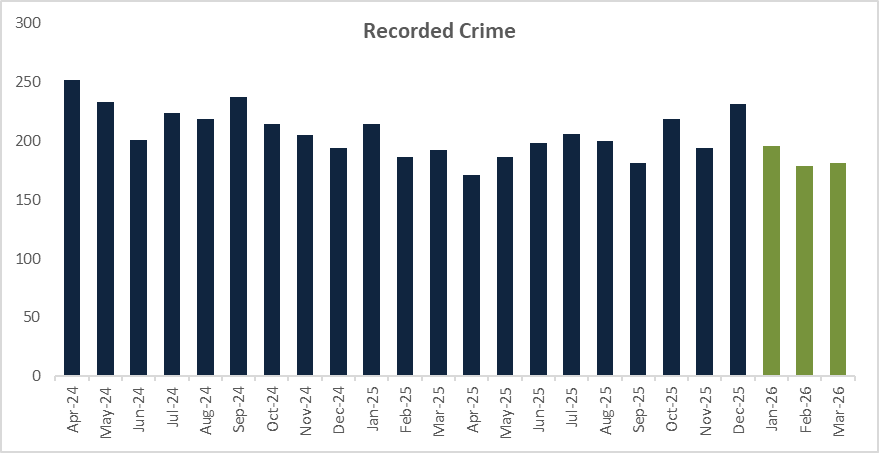 Recorded Crime
300
250
200
150
100
50
0
Apr-24
May-24
Jun-24
Jul-24
Aug-24
Sep-24
Oct-24
Nov-24
Dec-24
Jan-25
Feb-25
Mar-25
Apr-25
May-25
Jun-25
Jul-25
Aug-25
Sep-25
Oct-25
Nov-25
Dec-25
Jan-26
Feb-26
Mar-26